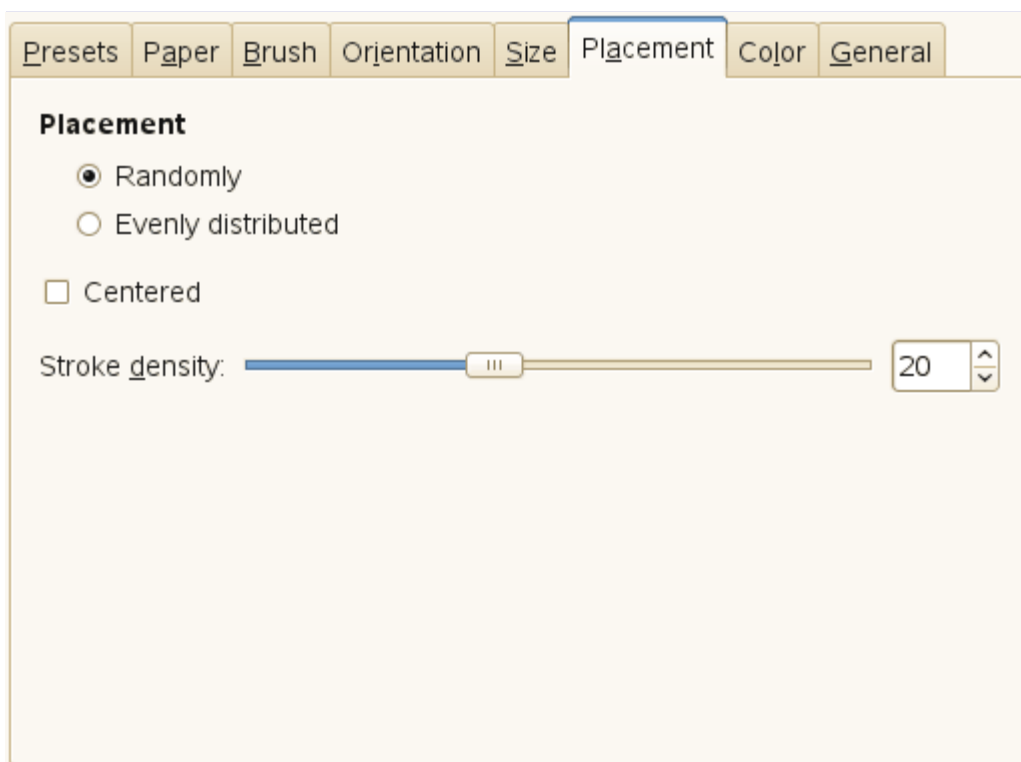 Presets Paper Brush Orientation Size Placement Color General
Placement
Randomly
Evenly distributed
Centered
Stroke density: 20